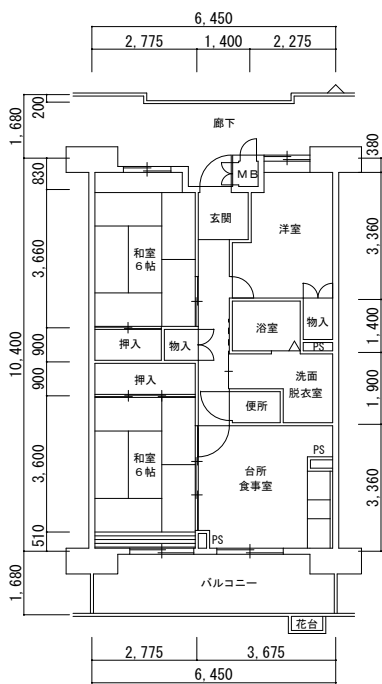 6,450
2,775
1,400
2,275
200
1,680
廊下
380
830
MB
玄関
洋室
和室
6帖
3,660
3,360
10,400
900
押入
物入
浴室
物入
1,400
PS
900
押入
洗面
脱衣室
1,900
便所
和室
6帖
3,600
台所
食事室
PS
3,360
510
PS
1,680
バルコニー
花台
2,775
3,675
6,450